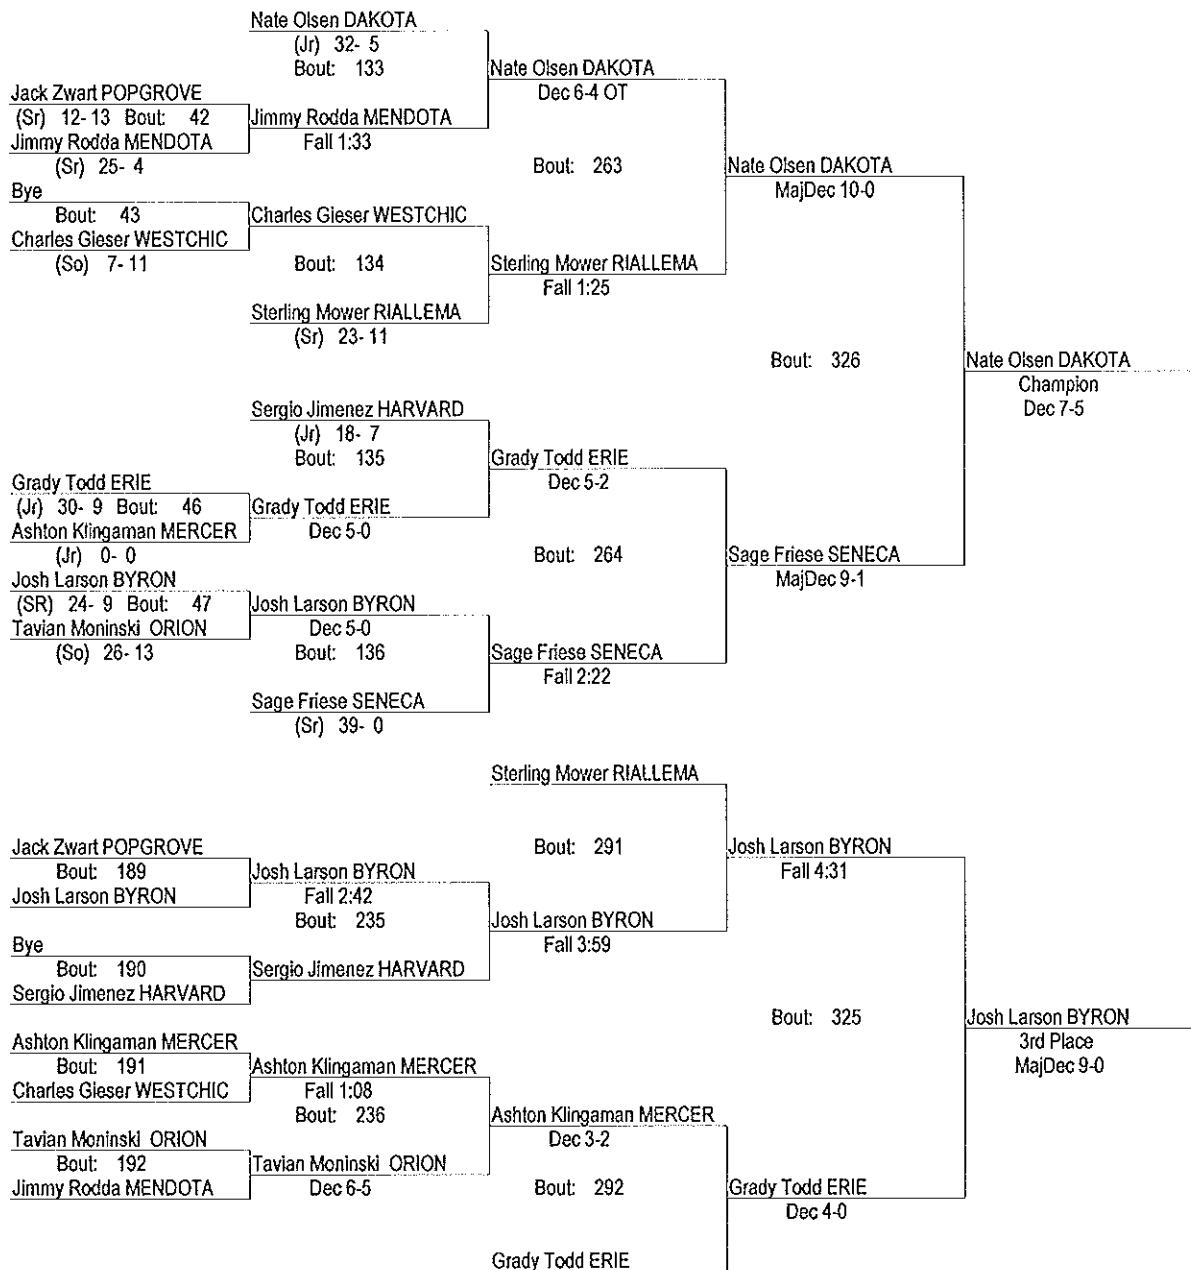 Nate Olsen DAKOTA
(Jr) 32- 5
Bout: 133
Nate Olsen DAKOTA
Dec 6-4 OT
Jack Zwart POPGROVE
(Sr) 12- 13 Bout: 42
Jimmy Rodda MENDOTA
Jimmy Rodda MENDOTA
Fall 1:33
(Sr) 25- 4
Bout: 263
Nate Olsen DAKOTA
MajDec 10-0
Bye
Bout: 43
Charles Gieser WESTCHIC
Charles Gieser WESTCHIC
(So) 7- 11
Bout: 134
Sterling Mower RIALLEMA
Fall 1:25
Sterling Mower RIALLEMA
(Sr) 23- 11
Bout: 326
Nate Olsen DAKOTA
Champion
Dec 7-5
Sergio Jimenez HARVARD
(Jr) 18- 7
Bout: 135
Grady Todd ERIE
Dec 5-2
Grady Todd ERIE
(Jr) 30- 9 Bout: 46
Grady Todd ERIE
Ashton Klingaman MERCER
Dec 5-0
(Jr) 0- 0
Bout: 264
Sage Friese SENECA
MajDec 9-1
Josh Larson BYRON
(SR) 24- 9 Bout: 47
Josh Larson BYRON
Tavian Moninski ORION
Dec 5-0
(So) 26- 13
Bout: 136
Sage Friese SENECA
Fall 2:22
Sage Friese SENECA
(Sr) 39- 0
Sterling Mower RIALLEMA
Jack Zwart POPGROVE
Bout: 189
Josh Larson BYRON
Josh Larson BYRON
Fall 2:42
Bout: 235
Bout: 291
Josh Larson BYRON
Fall 4:31
Josh Larson BYRON
Fall 3:59
Bye
Bout: 190
Sergio Jimenez HARVARD
Sergio Jimenez HARVARD
Bout: 325
Josh Larson BYRON
3rd Place
MajDec 9-0
Ashton Klingaman MERCER
Bout: 191
Ashton Klingaman MERCER
Charles Gieser WESTCHIC
Fall 1:08
Bout: 236
Ashton Klingaman MERCER
Dec 3-2
Tavian Moninski ORION
Bout: 192
Tavian Moninski ORION
Jimmy Rodda MENDOTA
Dec 6-5
Bout: 292
Grady Todd ERIE
Dec 4-0
Grady Todd ERIE